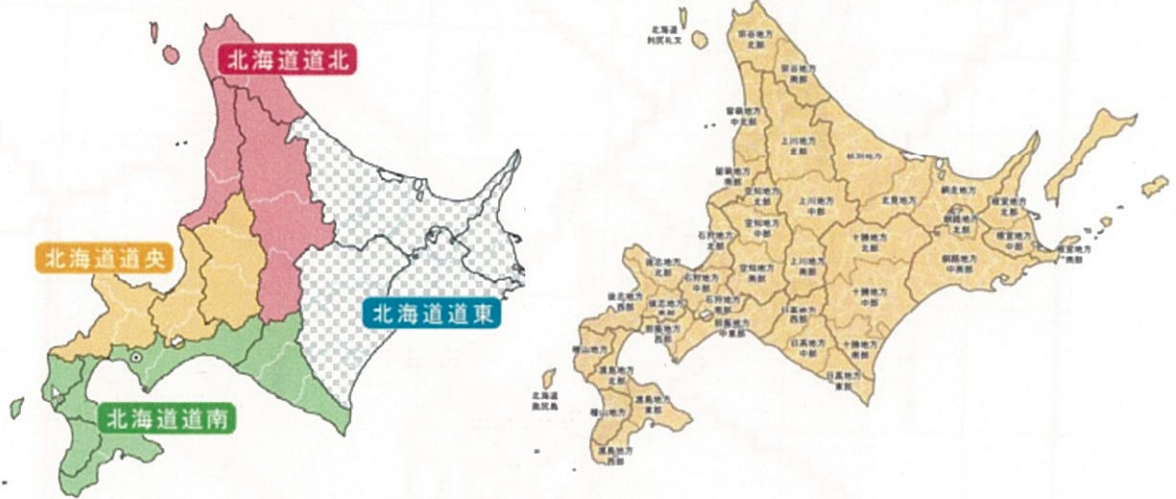 北海道道北
北海道道央
北海道道東
北海道道南
北海道
利尻礼文
宗谷地方
北部
宗谷地方
南部
留萌地方
中北部
上川地方
北部
紋別地方
留萌地方
南部
空知地方
北部
上川地方
中部
北見地方
網走地方
根室地方
北部
石狩地方
北部
空知地方
中部
十勝地方
北部
釧路地方
北部
根室地方
中部
根室地方
南部
後志地方
北部
石狩地方
中部
空知地方
南部
上川地方
南部
釧路地方
中南部
後志地方
西部
後志地方
石狩地方
南部
十勝地方
中部
胆振地方
西部
胆振地方
中東部
日高地方
西部
檜山地方
日高地方
中部
十勝地方
南部
渡島地方
北部
日高地方
東部
北海道
奥尻島
檜山地方
渡島地方
東部
渡島地方
西部